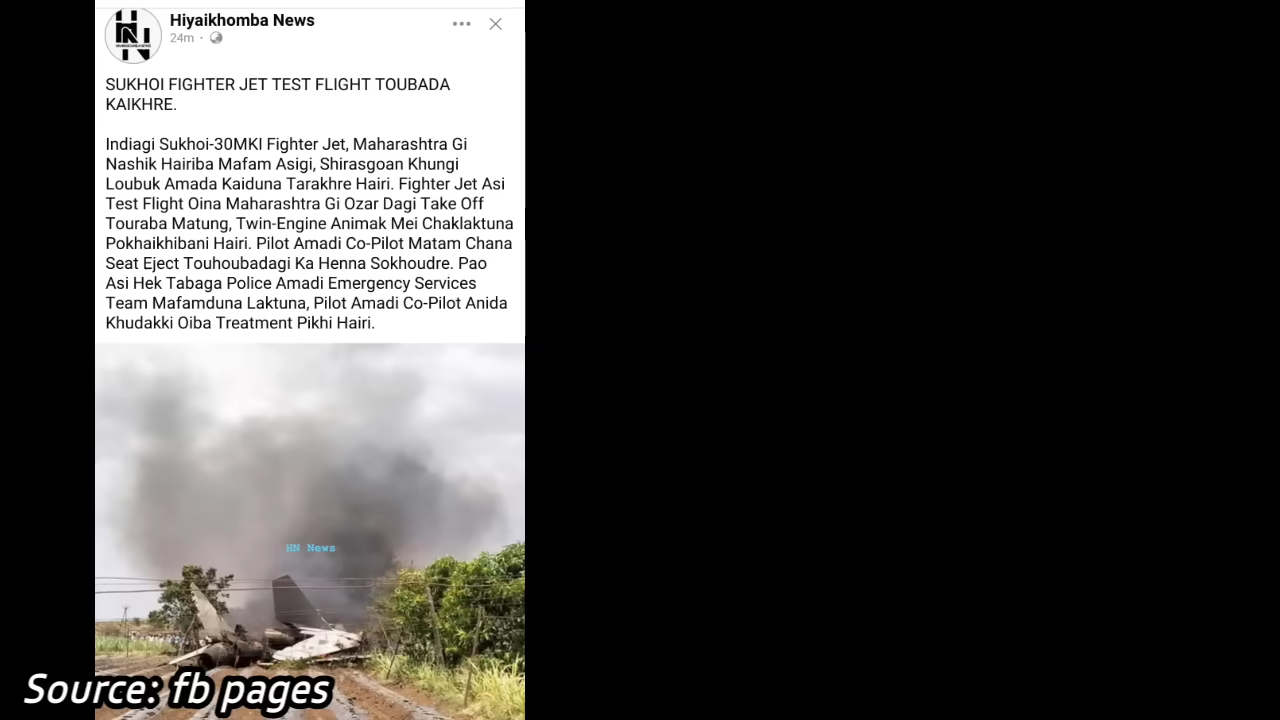 Hiyaikhomba News
24m ·
SUKHOI FIGHTER JET TEST FLIGHT TOUBADA
KAIKHRE.
Indiagi Sukhoi-30MKI Fighter Jet, Maharashtra Gi
Nashik Hairiba Mafam Asigi, Shirasgoan Khungi
Loubuk Amada Kaiduna Tarakhre Hairi. Fighter Jet Asi
Test Flight Oina Maharashtra Gi Ozar Dagi Take Off
Touraba Matung, Twin-Engine Animak Mei Chaklaktuna
Pokhaikhibani Hairi. Pilot Amadi Co-Pilot Matam Chana
Seat Eject Touhoubadagi Ka Henna Sokhoudre. Pao
Asi Hek Tabaga Police Amadi Emergency Services
Team Mafamduna Laktuna, Pilot Amadi Co-Pilot Anida
Khudakki Oiba Treatment Pikhi Hairi.
HN News
Source: fb pages